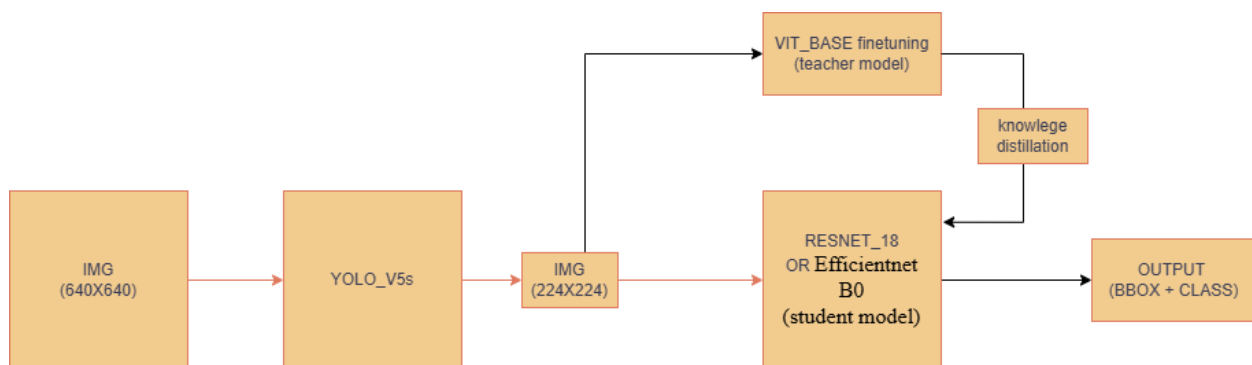 VIT_BASE finetuning
(teacher model)
knowlege
distillation
IMG
(640X640)
YOLO_V5s
IMG
(224X224)
RESNET_18
OR Efficientnet
B0
(student model)
OUTPUT
(BBOX + CLASS)